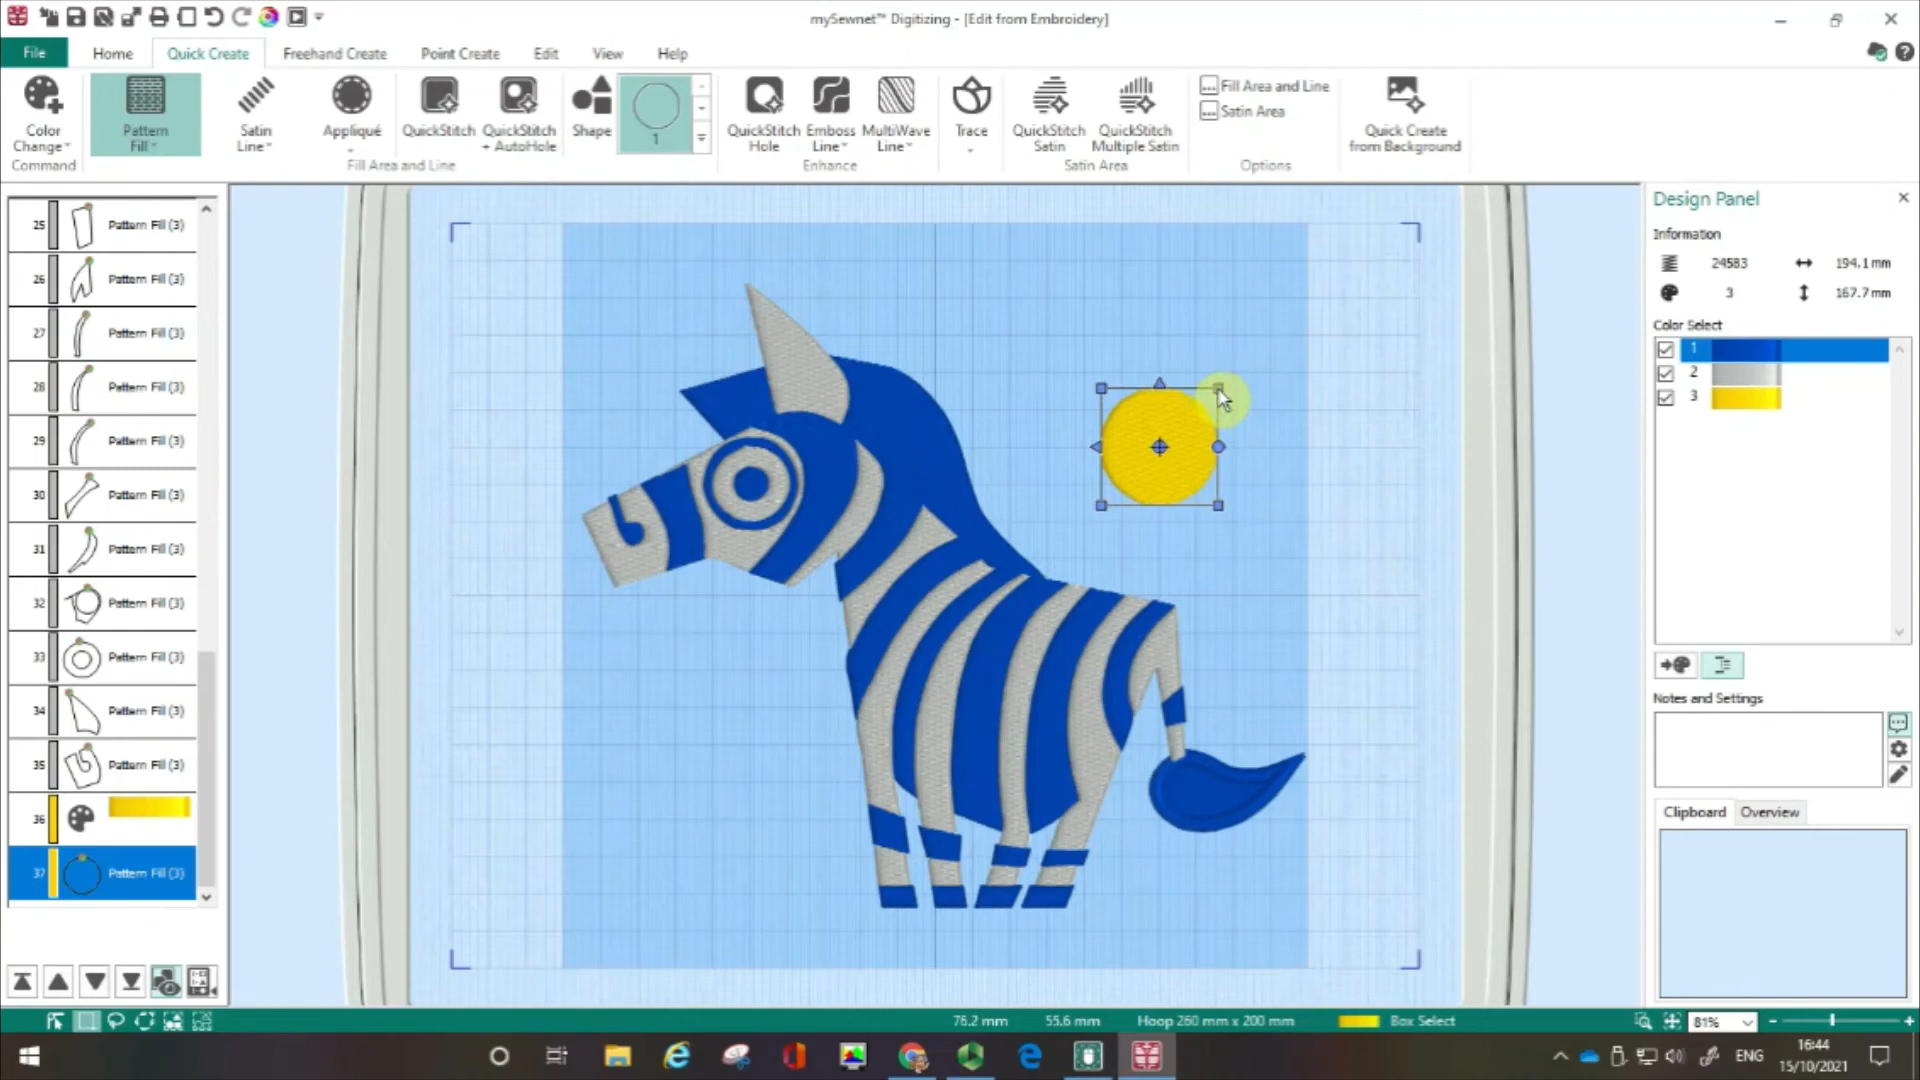 mySewnet™ Digitizing - [Edit from Embroidery]
File Home Quick Create Freehand Create Point Create Edit View Help
Color Change
Pattern Fill
Satin Line
Appliqué
QuickStitch
QuickStitch + AutoHole
Shape
1
QuickStitch Hole
Emboss Line
MultiWave Line
Trace
QuickStitch Satin
QuickStitch Multiple Satin
Fill Area and Line
Satin Area
Quick Create from Background
Command
Fill Area and Line
Enhance
Satin Area
Options
25 Pattern Fill (3)
26 Pattern Fill (3)
27 Pattern Fill (3)
28 Pattern Fill (3)
29 Pattern Fill (3)
30 Pattern Fill (3)
31 Pattern Fill (3)
32 Pattern Fill (3)
33 Pattern Fill (3)
34 Pattern Fill (3)
35 Pattern Fill (3)
36
37 Pattern Fill (3)
Design Panel
Information
24583 194.1 mm
3 167.7 mm
Color Select
1
2
3
Notes and Settings
Clipboard Overview
76.2 mm 55.6 mm Hoop 260 mm x 200 mm Box Select 81%
ENG
16:44
15/10/2021